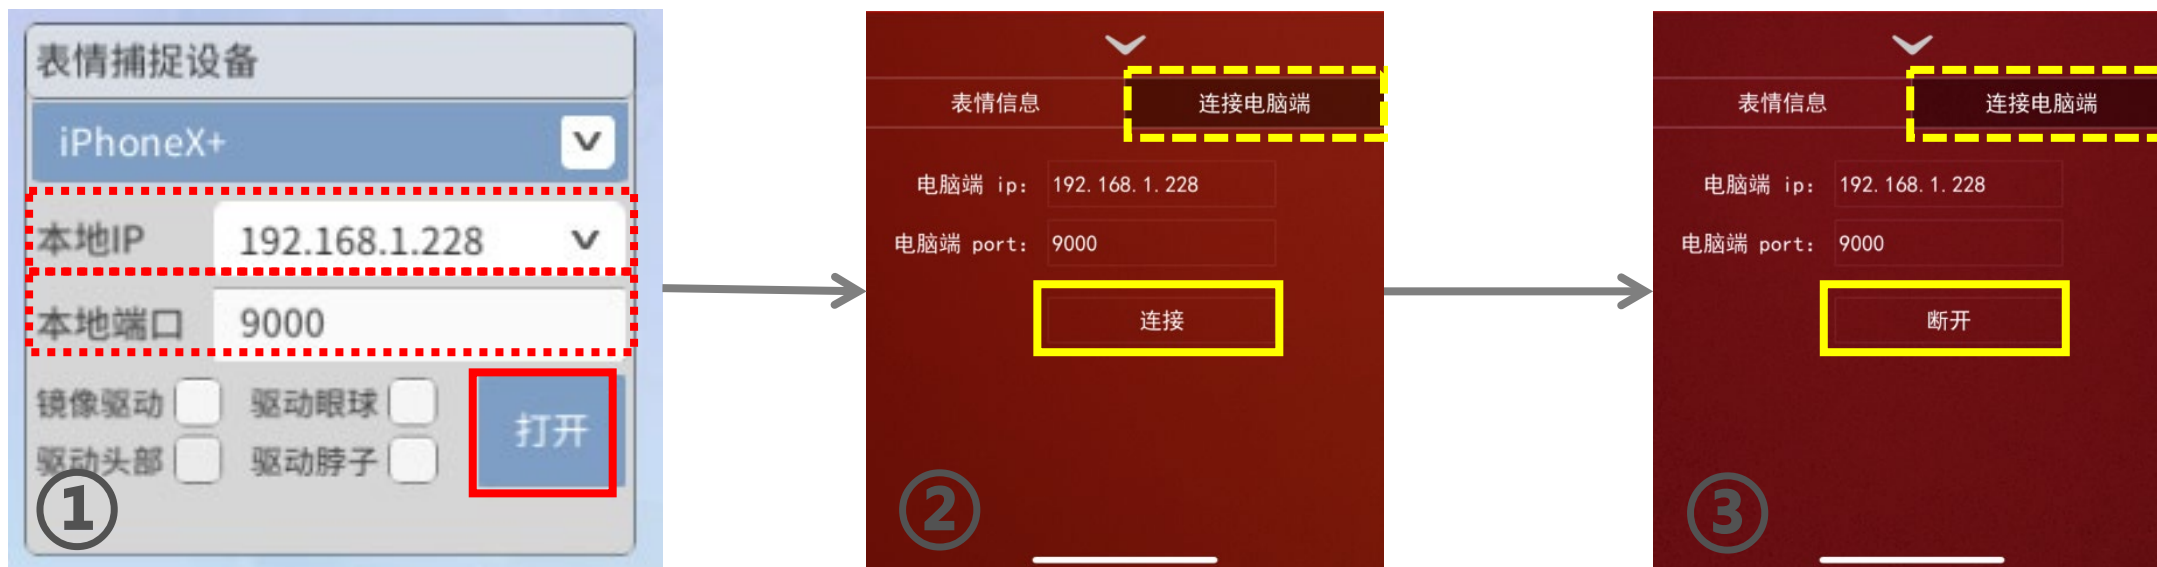 表情捕捉设备
iPhoneX+
本地IP 192.168.1.228
本地端口 9000
镜像驱动 驱动眼球
驱动头部 驱动脖子
打开
①
表情信息 连接电脑端
电脑端 ip: 192.168.1.228
电脑端 port: 9000
连接
②
表情信息 连接电脑端
电脑端 ip: 192.168.1.228
电脑端 port: 9000
断开
③